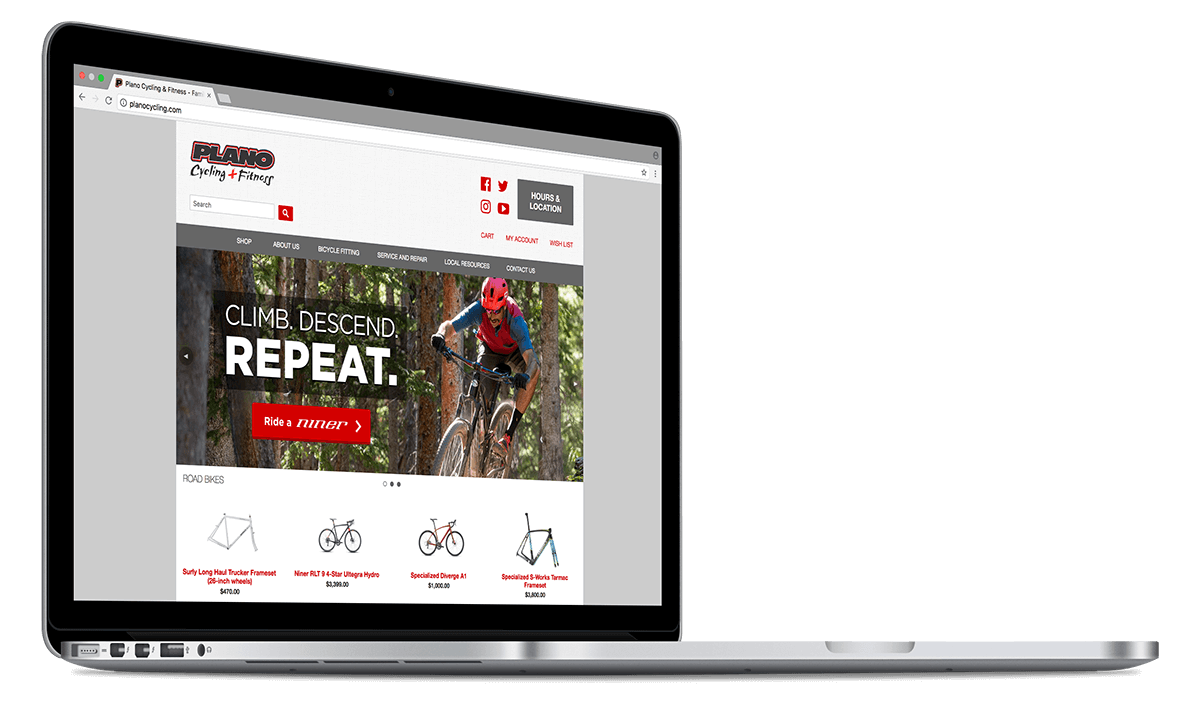 Plano Cycling & Fitness - Famil
planocycling.com
PLANO
Cycling + Fitness
Search
HOURS &
LOCATION
CART MY ACCOUNT WISH LIST
SHOP ABOUT US BICYCLE FITTING SERVICE AND REPAIR LOCAL RESOURCES CONTACT US
CLIMB. DESCEND.
REPEAT.
Ride a niner
ROAD BIKES
Surly Long Haul Trucker Frameset
(26-inch wheels)
$470.00
Niner RLT 9 4-Star Ultegra Hydro
$3,399.00
Specialized Diverge A1
$1,000.00
Specialized S-Works Tarmac
Frameset
$3,800.00